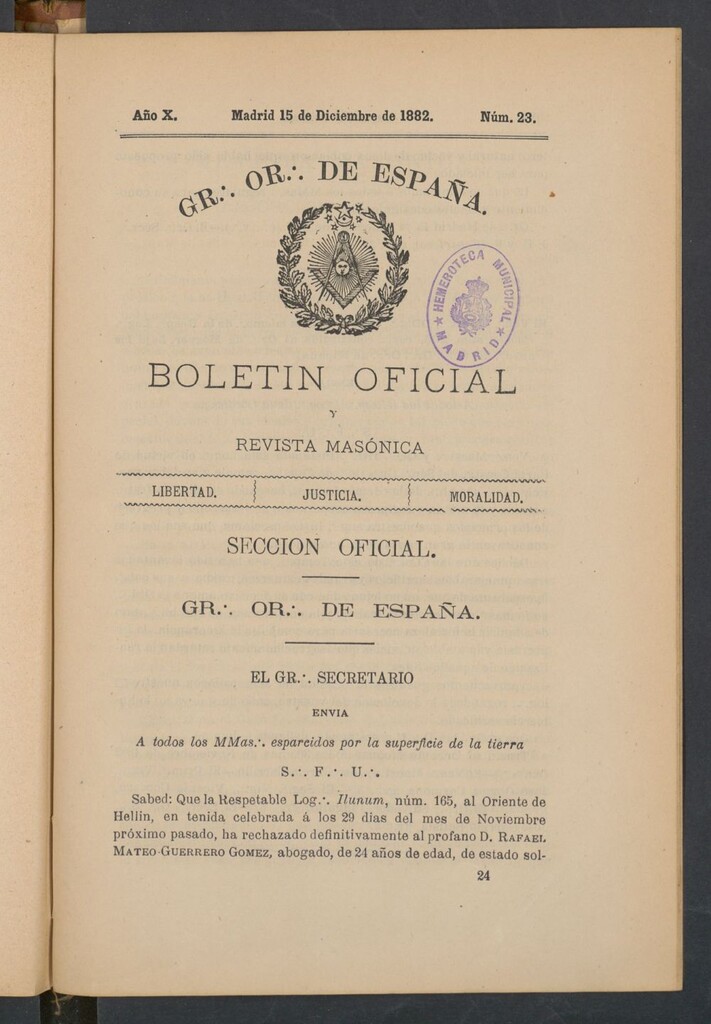 Año X. Madrid 15 de Diciembre de 1882. Núm. 23.
GR.·. OR.·. DE ESPAÑA.
HEMEROTECA MUNICIPAL
★ MADRID ★
BOLETIN OFICIAL
Y
REVISTA MASÓNICA
LIBERTAD. JUSTICIA. MORALIDAD.
SECCION OFICIAL.
GR.·. OR.·. DE ESPAÑA.
EL GR.·. SECRETARIO
ENVIA
A todos los MMas.·. esparcidos por la superficie de la tierra
S.·. F.·. U.·.
Sabed: Que la Respetable Log.·. Ilunum, núm. 165, al Oriente de
Hellin, en tenida celebrada á los 29 dias del mes de Noviembre
próximo pasado, ha rechazado definitivamente al profano D. RAFAEL
MATEO-GUERRERO GOMEZ, abogado, de 24 años de edad, de estado sol-
24